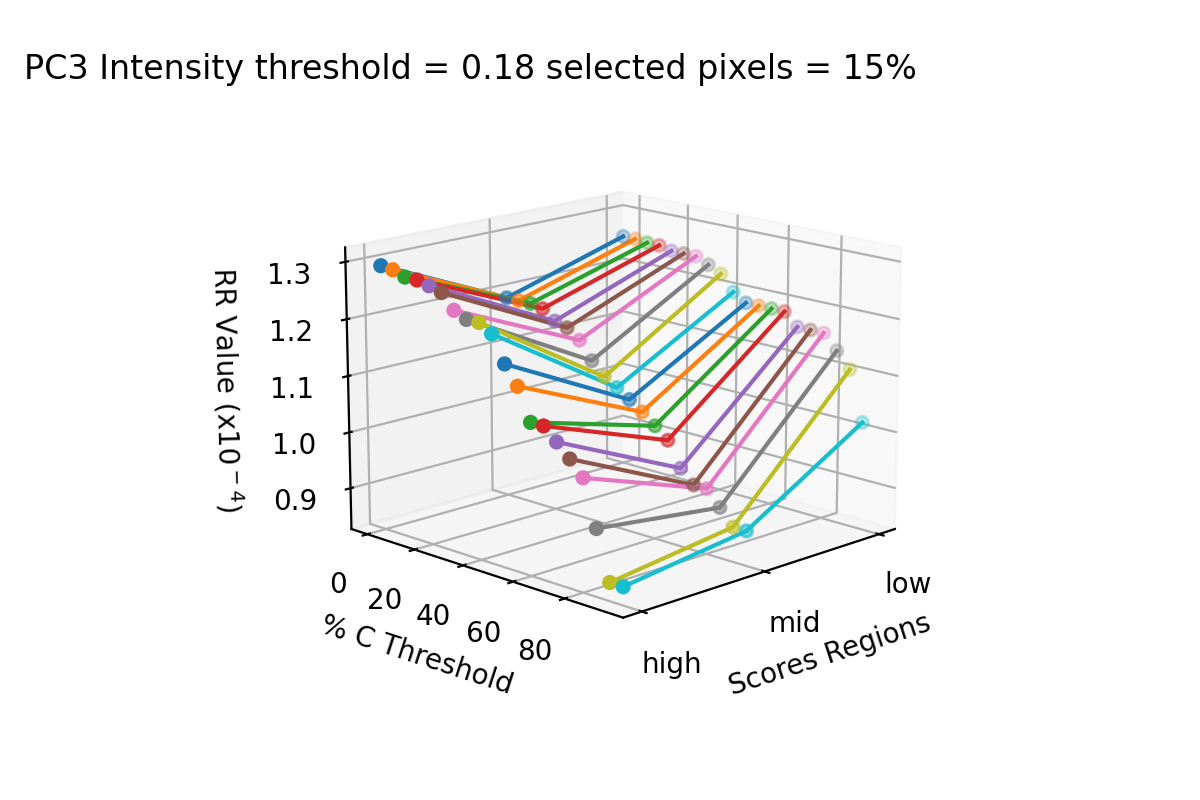 PC3 Intensity threshold = 0.18 selected pixels = 15%
RR Value (x10⁻⁴)
1.3
1.2
1.1
1.0
0.9
0
20
40
60
80
% C Threshold
high
mid
low
Scores Regions